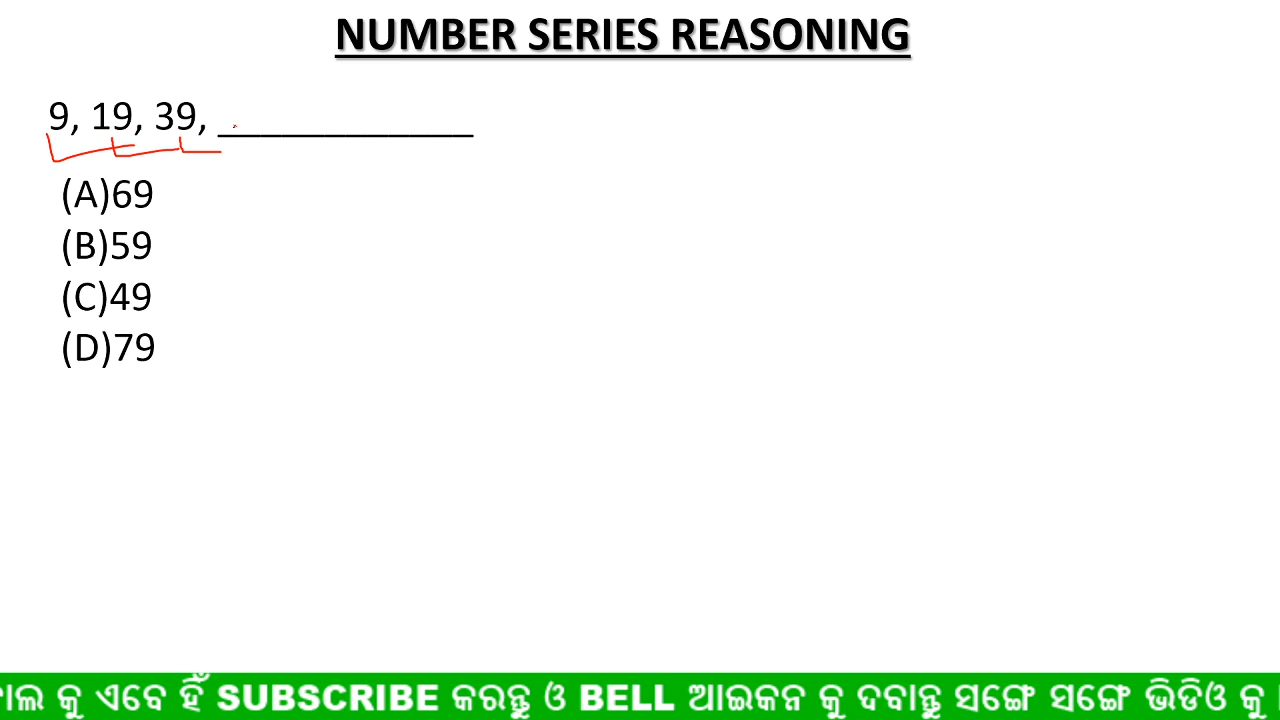 NUMBER SERIES REASONING
9, 19, 39, ____________
(A)69
(B)59
(C)49
(D)79
କୁ ଏବେ ହିଁ SUBSCRIBE କରନ୍ତୁ ଓ BELL ଆଇକନ କୁ ଦବାନ୍ତୁ ସଙ୍ଗେ ସଙ୍ଗେ ଭିଡିଓ କୁ